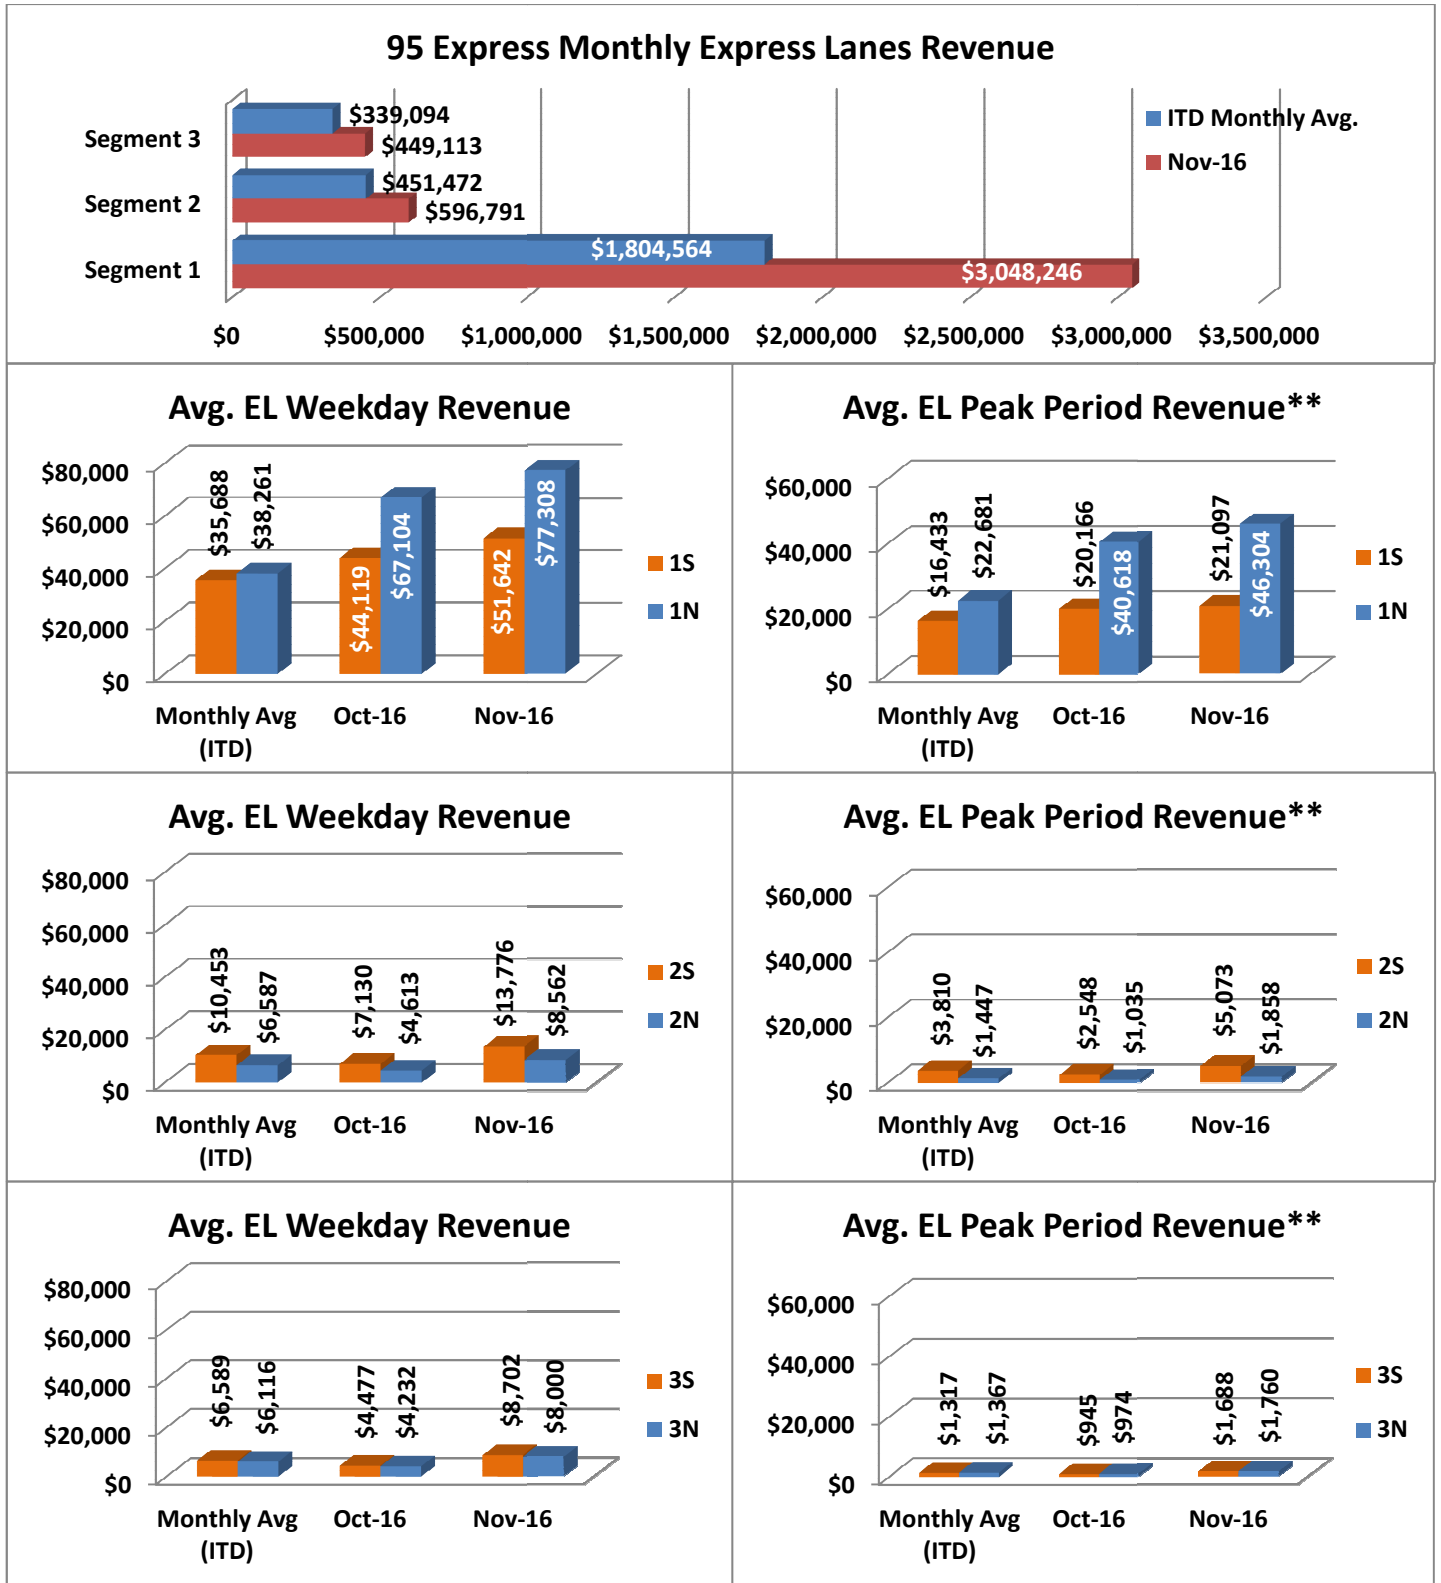 95 Express Monthly Express Lanes Revenue
Segment 3
$339,094
$449,113
Segment 2
$451,472
$596,791
Segment 1
$1,804,564
$3,048,246
ITD Monthly Avg.
Nov-16
$0 $500,000 $1,000,000 $1,500,000 $2,000,000 $2,500,000 $3,000,000 $3,500,000
Avg. EL Weekday Revenue
$80,000
$60,000
$40,000
$20,000
$0
$35,688
$38,261
$44,119
$67,104
$51,642
$77,308
1S
1N
Monthly Avg Oct-16 Nov-16
(ITD)
Avg. EL Peak Period Revenue**
$60,000
$40,000
$20,000
$0
$16,433
$22,681
$20,166
$40,618
$21,097
$46,304
1S
1N
Monthly Avg Oct-16 Nov-16
(ITD)
Avg. EL Weekday Revenue
$80,000
$60,000
$40,000
$20,000
$0
$10,453
$6,587
$7,130
$4,613
$13,776
$8,562
2S
2N
Monthly Avg Oct-16 Nov-16
(ITD)
Avg. EL Peak Period Revenue**
$60,000
$40,000
$20,000
$0
$3,810
$1,447
$2,548
$1,035
$5,073
$1,858
2S
2N
Monthly Avg Oct-16 Nov-16
(ITD)
Avg. EL Weekday Revenue
$80,000
$60,000
$40,000
$20,000
$0
$6,589
$6,116
$4,477
$4,232
$8,702
$8,000
3S
3N
Monthly Avg Oct-16 Nov-16
(ITD)
Avg. EL Peak Period Revenue**
$60,000
$40,000
$20,000
$0
$1,317
$1,367
$945
$974
$1,688
$1,760
3S
3N
Monthly Avg Oct-16 Nov-16
(ITD)